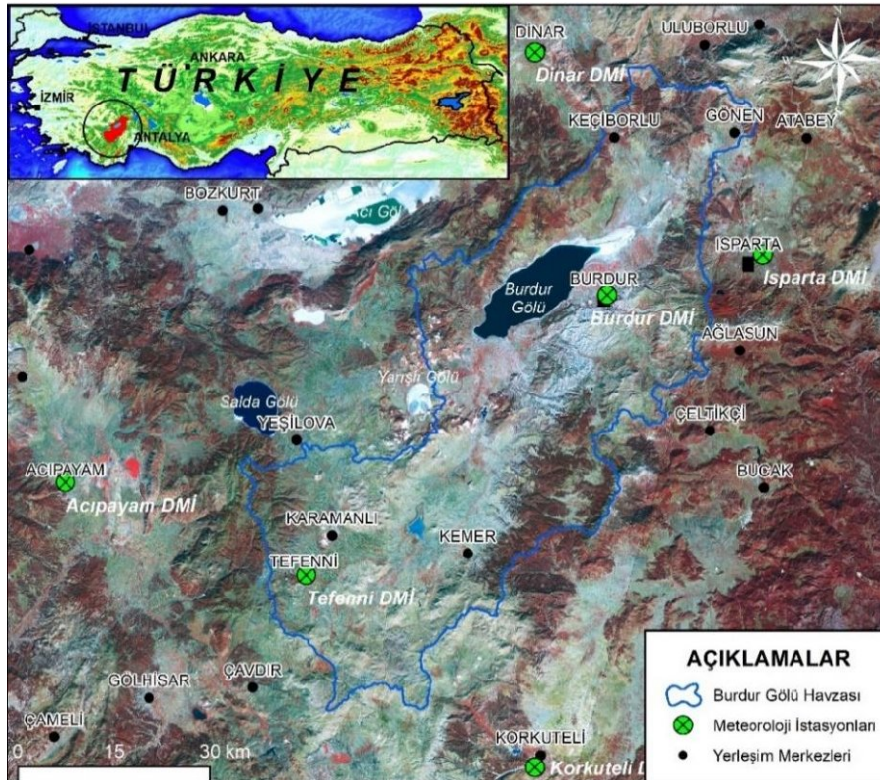 İSTANBUL
ANKARA
TÜRKİYE
İZMİR
ANTALYA
DİNAR
Dinar DMİ
ULUBORLU
KEÇİBORLU
GÖNEN
ATABEY
BOZKURT
Acı Göl
ISPARTA
Isparta DMİ
Burdur
Gölü
BURDUR
Burdur DMİ
AĞLASUN
Yarışlı Gölü
Salda Gölü
YEŞİLOVA
ÇELTİKÇİ
ACIPAYAM
Acıpayam DMİ
BUCAK
KARAMANLI
KEMER
TEFENNİ
Tefenni DMİ
GÖLHİSAR
ÇAVDIR
ÇAMELİ
0 15 30 km
KORKUTELİ
Korkuteli D
AÇIKLAMALAR
Burdur Gölü Havzası
Meteoroloji İstasyonları
Yerleşim Merkezleri